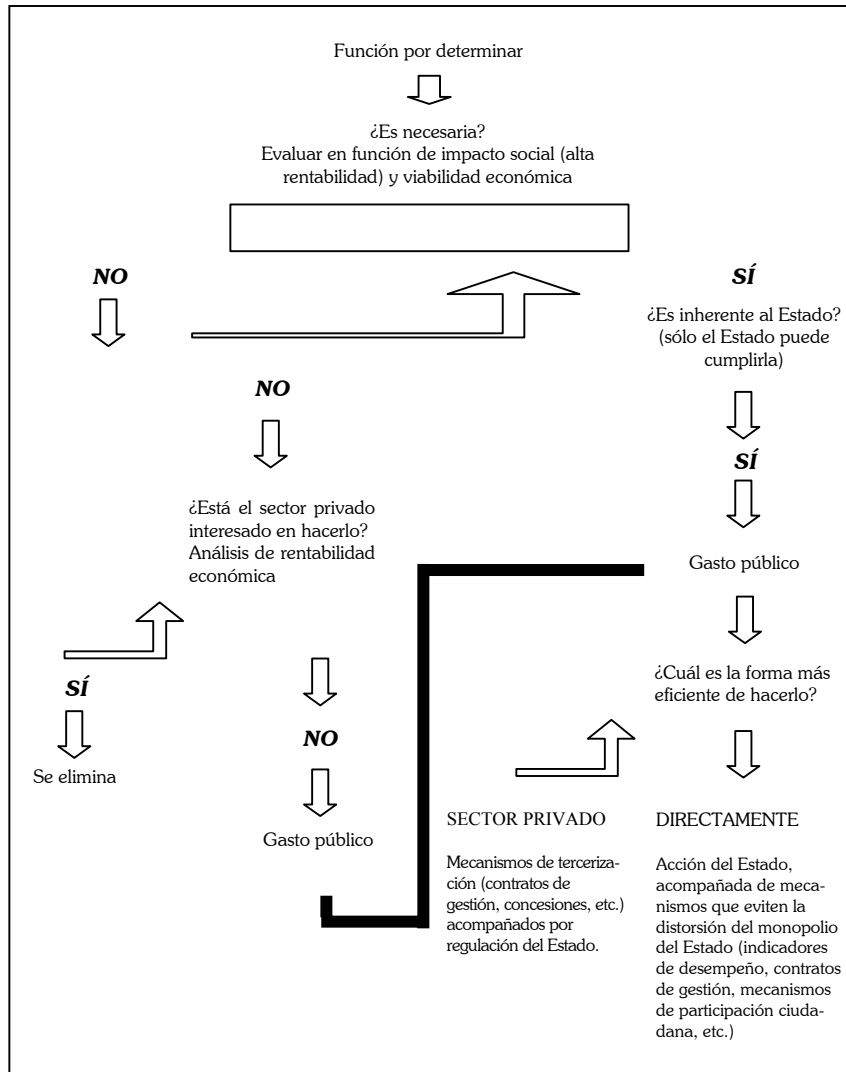 Función por determinar
¿Es necesaria?
Evaluar en función de impacto social (alta
rentabilidad) y viabilidad económica
NO
SÍ
¿Es inherente al Estado?
(sólo el Estado puede
cumplirla)
NO
SÍ
¿Está el sector privado
interesado en hacerlo?
Análisis de rentabilidad
económica
Gasto público
¿Cuál es la forma más
eficiente de hacerlo?
SÍ
NO
Se elimina
Gasto público
SECTOR PRIVADO
Mecanismos de terceriza-
ción (contratos de
gestión, concesiones, etc.)
acompañados por
regulación del Estado.
DIRECTAMENTE
Acción del Estado,
acompañada de meca-
nismos que eviten la
distorsión del monopolio
del Estado (indicadores
de desempeño, contratos
de gestión, mecanismos
de participación ciuda-
dana, etc.)